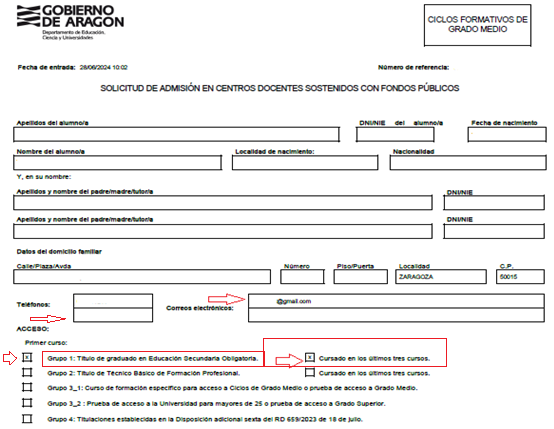 GOBIERNO
DE ARAGON
Departamento de Educación,
Ciencia y Universidades
CICLOS FORMATIVOS DE
GRADO MEDIO
Fecha de entrada: 28/06/2024 10:02
Número de referencia:
SOLICITUD DE ADMISIÓN EN CENTROS DOCENTES SOSTENIDOS CON FONDOS PÚBLICOS
Apellidos del alumno/a DNI/NIE del alumno/a Fecha de nacimiento
Nombre del alumno/a Localidad de nacimiento: Nacionalidad
Y, en su nombre:
Apellidos y nombre del padre/madre/tutor/a DNI/NIE
Apellidos y nombre del padre/madre/tutor/a DNI/NIE
Datos del domicilio familiar
Calle/Plaza/Avda Número Piso/Puerta Localidad C.P.
ZARAGOZA 50015
Teléfonos: Correos electrónicos: @gmail.com
ACCESO:
Primer curso:
x Grupo 1: Título de graduado en Educación Secundaria Obligatoria. x Cursado en los últimos tres cursos.
Grupo 2: Título de Técnico Básico de Formación Profesional. Cursado en los últimos tres cursos.
Grupo 3_1: Curso de formación específico para acceso a Ciclos de Grado Medio o prueba de acceso a Grado Medio.
Grupo 3_2 : Prueba de acceso a la Universidad para mayores de 25 o prueba de acceso a Grado Superior.
Grupo 4: Titulaciones establecidas en la Disposición adicional sexta del RD 659/2023 de 18 de julio.